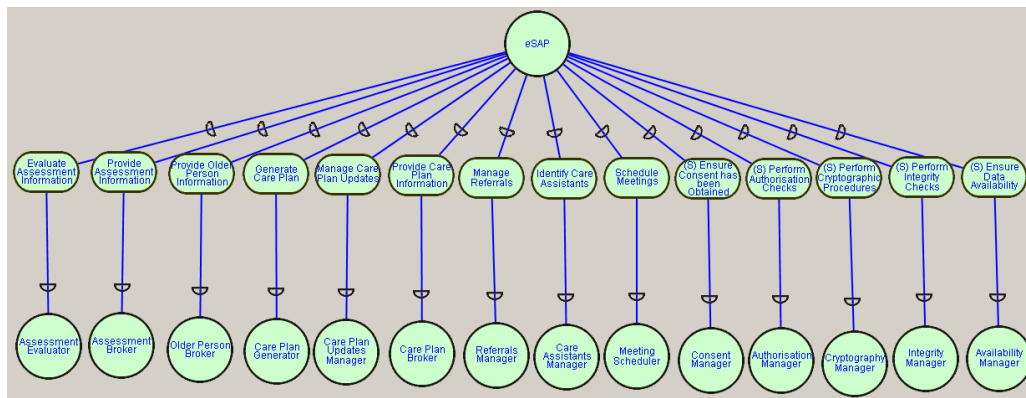 eSAP
Evaluate
Assessment
Information
Provide
Assessment
Information
Provide Older
Person
Information
Generate
Care Plan
Manage Care
Plan Updates
Provide Care
Plan
Information
Manage
Referrals
Identify Care
Assistants
Schedule
Meetings
(S) Ensure
Consent has
been
Obtained
(S) Perform
Authorisation
Checks
(S) Perform
Cryptographic
Procedures
(S) Perform
Integrity
Checks
(S) Ensure
Data
Availability
Assessment
Evaluator
Assessment
Broker
Older Person
Broker
Care Plan
Generator
Care Plan
Updates
Manager
Care Plan
Broker
Referrals
Manager
Care
Assistants
Manager
Meeting
Scheduler
Consent
Manager
Authorisation
Manager
Cryptography
Manager
Integrity
Manager
Availability
Manager